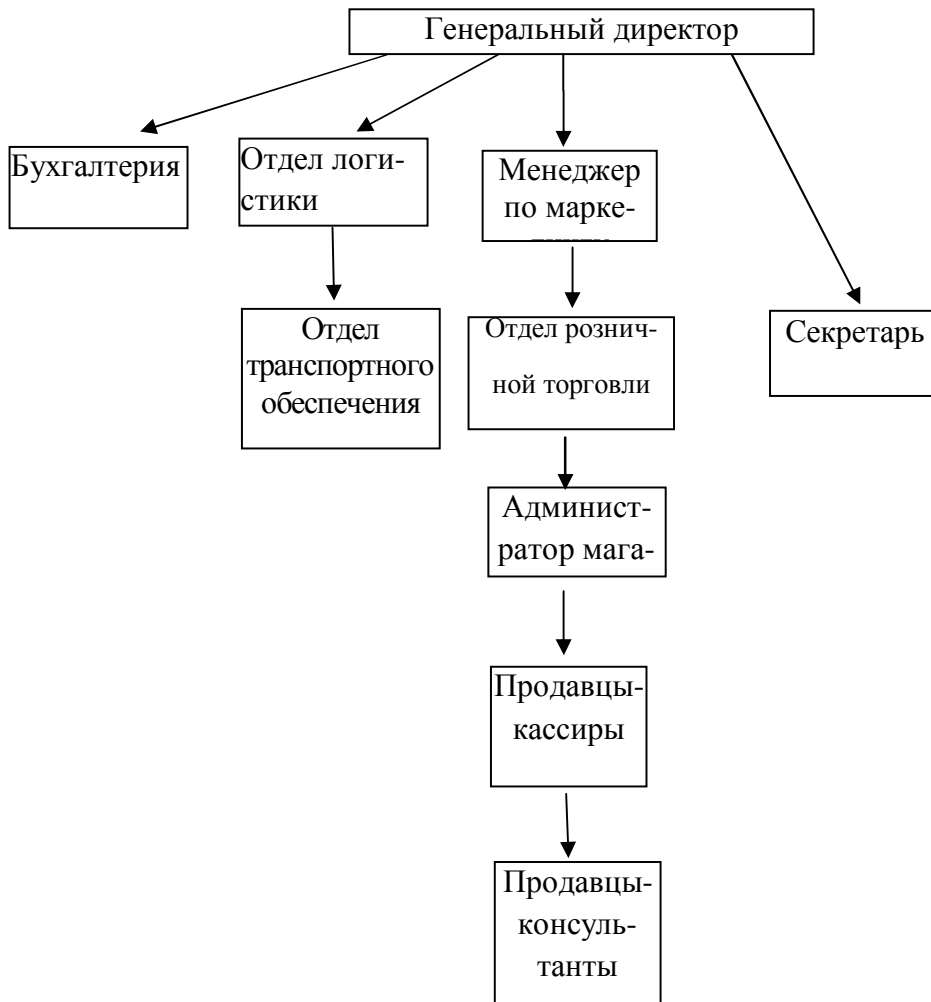 Генеральный директор
Бухгалтерия
Отдел логи-
стики
Менеджер
по марке-
Отдел
транспортного
обеспечения
Отдел рознич-
ной торговли
Секретарь
Админист-
ратор мага-
Продавцы-
кассиры
Продавцы-
консуль-
танты